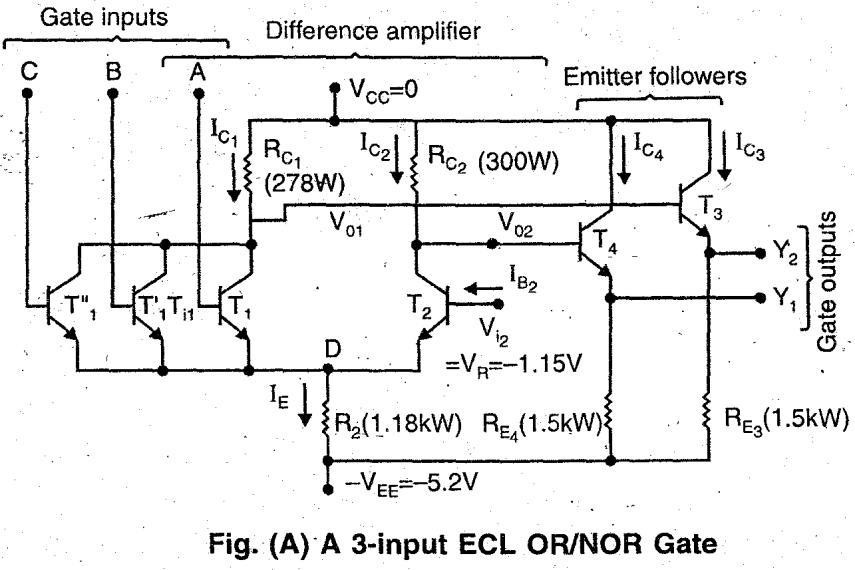 Gate inputs
Difference amplifier
C B A
Emitter followers
V_CC=0
I_C1
R_C1
(278W)
I_C2
R_C2 (300W)
I_C4
I_C3
V_01
V_02
T_3
T_4
T"_1
T'_1 T_i1
T_1
T_2
I_B2
V_i2
=V_R=–1.15V
Y_2
Y_1
Gate outputs
D
I_E
R_2(1.18kW)
R_E4(1.5kW)
R_E3(1.5kW)
–V_EE=–5.2V
Fig. (A) A 3-input ECL OR/NOR Gate